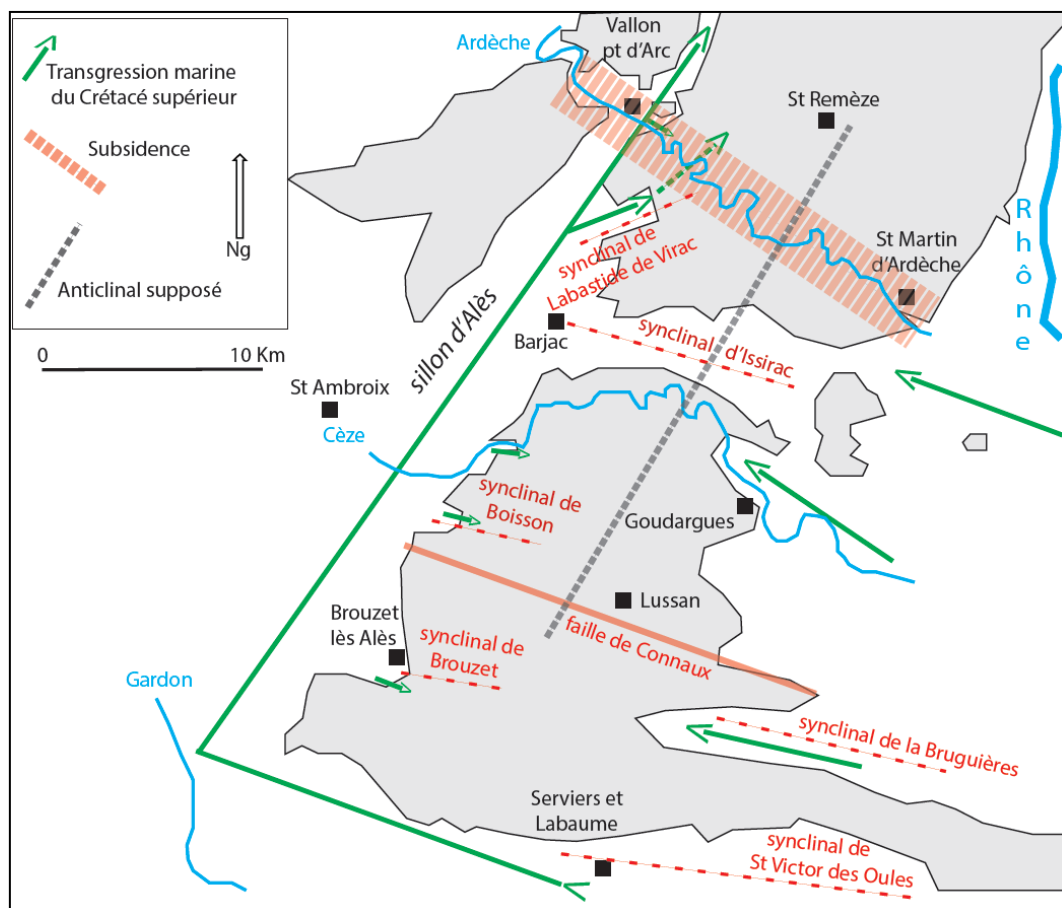 Transgression marine
du Crétacé supérieur
Subsidence
Ng
Anticlinal supposé
0 10 Km
Ardèche
Vallon
pt d'Arc
St Remèze
St Martin
d'Ardèche
Rhône
synclinal de
Labastide de Virac
sillon d'Alès
Barjac
synclinal d'Issirac
St Ambroix
Cèze
synclinal de
Boisson
Goudargues
Lussan
faille de Connaux
Brouzet
lès Alès
synclinal de
Brouzet
Gardon
synclinal de la Bruguières
Serviers et
Labaume
synclinal de
St Victor des Oules